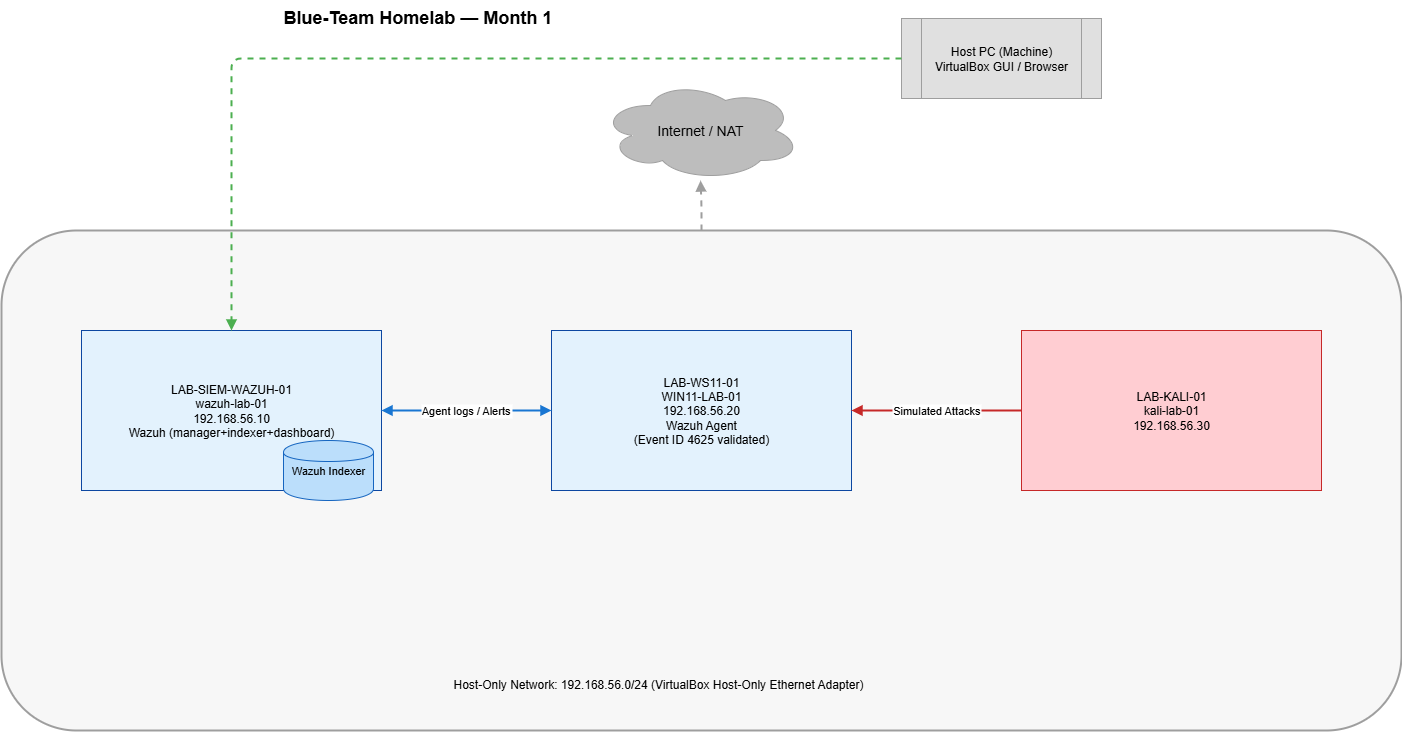 Blue-Team Homelab — Month 1
Host PC (Machine)
VirtualBox GUI / Browser
Internet / NAT
LAB-SIEM-WAZUH-01
wazuh-lab-01
192.168.56.10
Wazuh (manager+indexer+dashboard)
Wazuh Indexer
Agent logs / Alerts
LAB-WS11-01
WIN11-LAB-01
192.168.56.20
Wazuh Agent
(Event ID 4625 validated)
Simulated Attacks
LAB-KALI-01
kali-lab-01
192.168.56.30
Host-Only Network: 192.168.56.0/24 (VirtualBox Host-Only Ethernet Adapter)